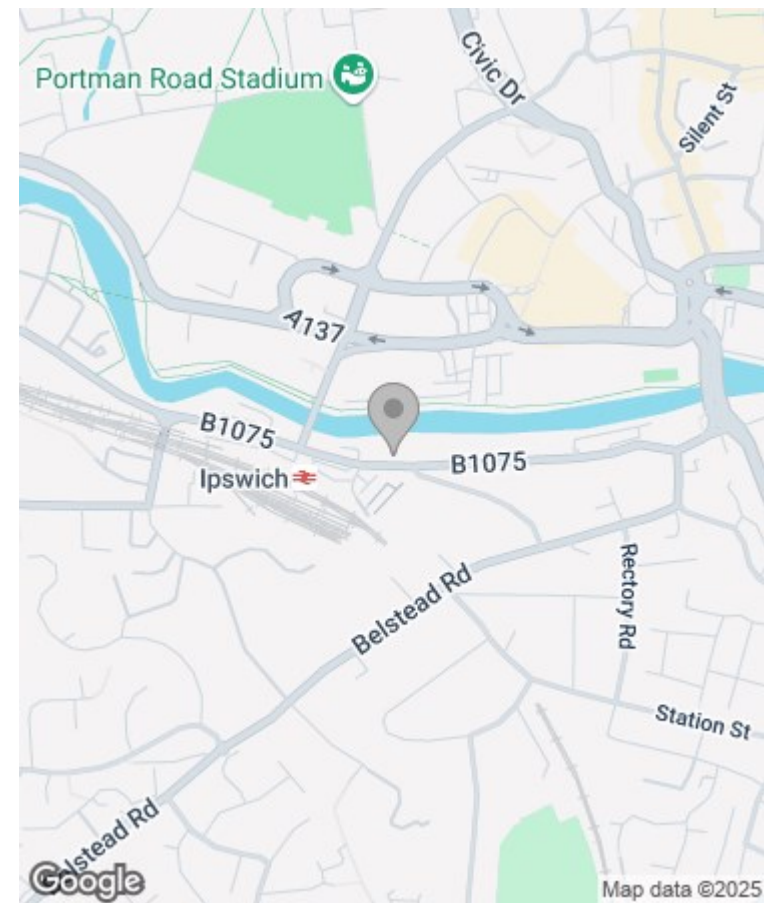 Portman Road Stadium
Civic Dr
Silent St
A137
B1075
Ipswich
B1075
Belstead Rd
Rectory Rd
Station St
Belstead Rd
Google
Map data ©2025